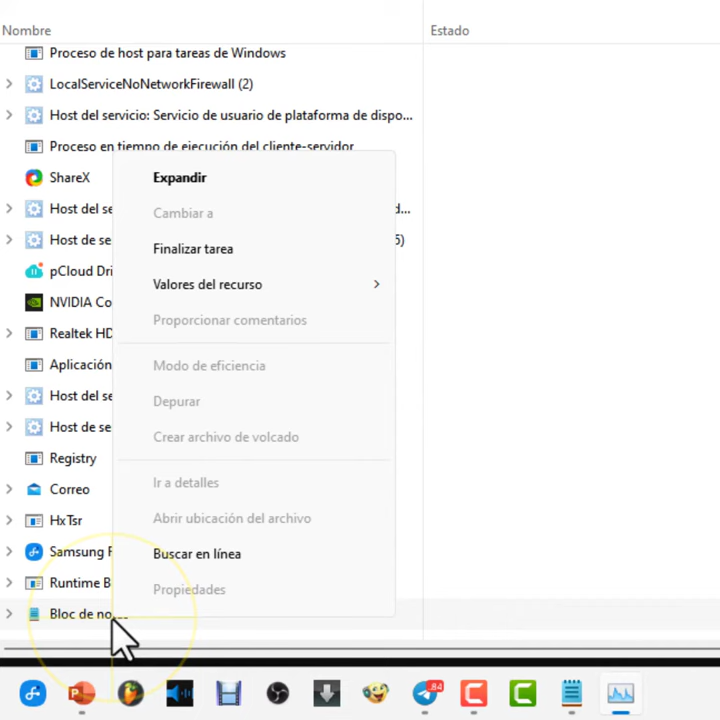 Nombre
Estado
Proceso de host para tareas de Windows
LocalServiceNoNetworkFirewall (2)
Host del servicio: Servicio de usuario de plataforma de dispo...
Proceso en tiempo de ejecución del cliente-servidor
ShareX
Host del se
d...
Host de se
5)
pCloud Dri
NVIDIA Co
Realtek HD
Aplicación
Host del se
Host de se
Registry
Correo
HxTsr
Samsung F
Runtime B
Bloc de no
Expandir
Cambiar a
Finalizar tarea
Valores del recurso
Proporcionar comentarios
Modo de eficiencia
Depurar
Crear archivo de volcado
Ir a detalles
Abrir ubicación del archivo
Buscar en línea
Propiedades
84